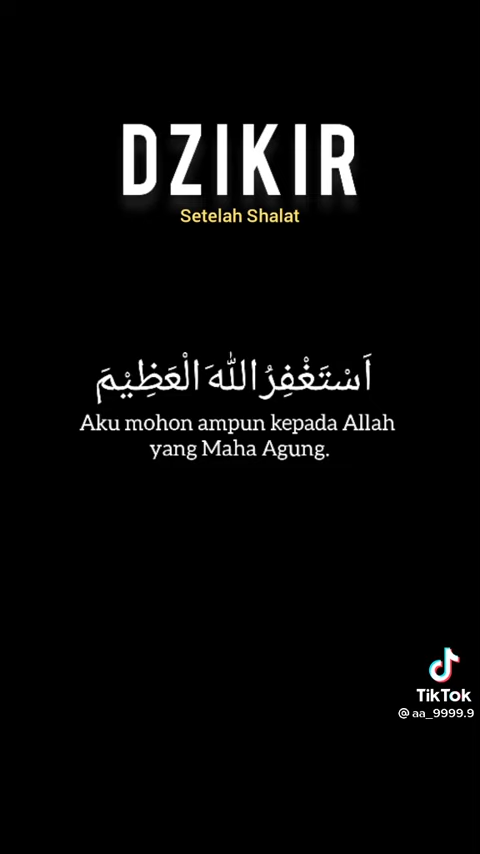 DZIKIR
Setelah Shalat
اَسْتَغْفِرُ اللّٰهَ الْعَظِيْمَ
Aku mohon ampun kepada Allah
yang Maha Agung.
TikTok
@aa_9999.9